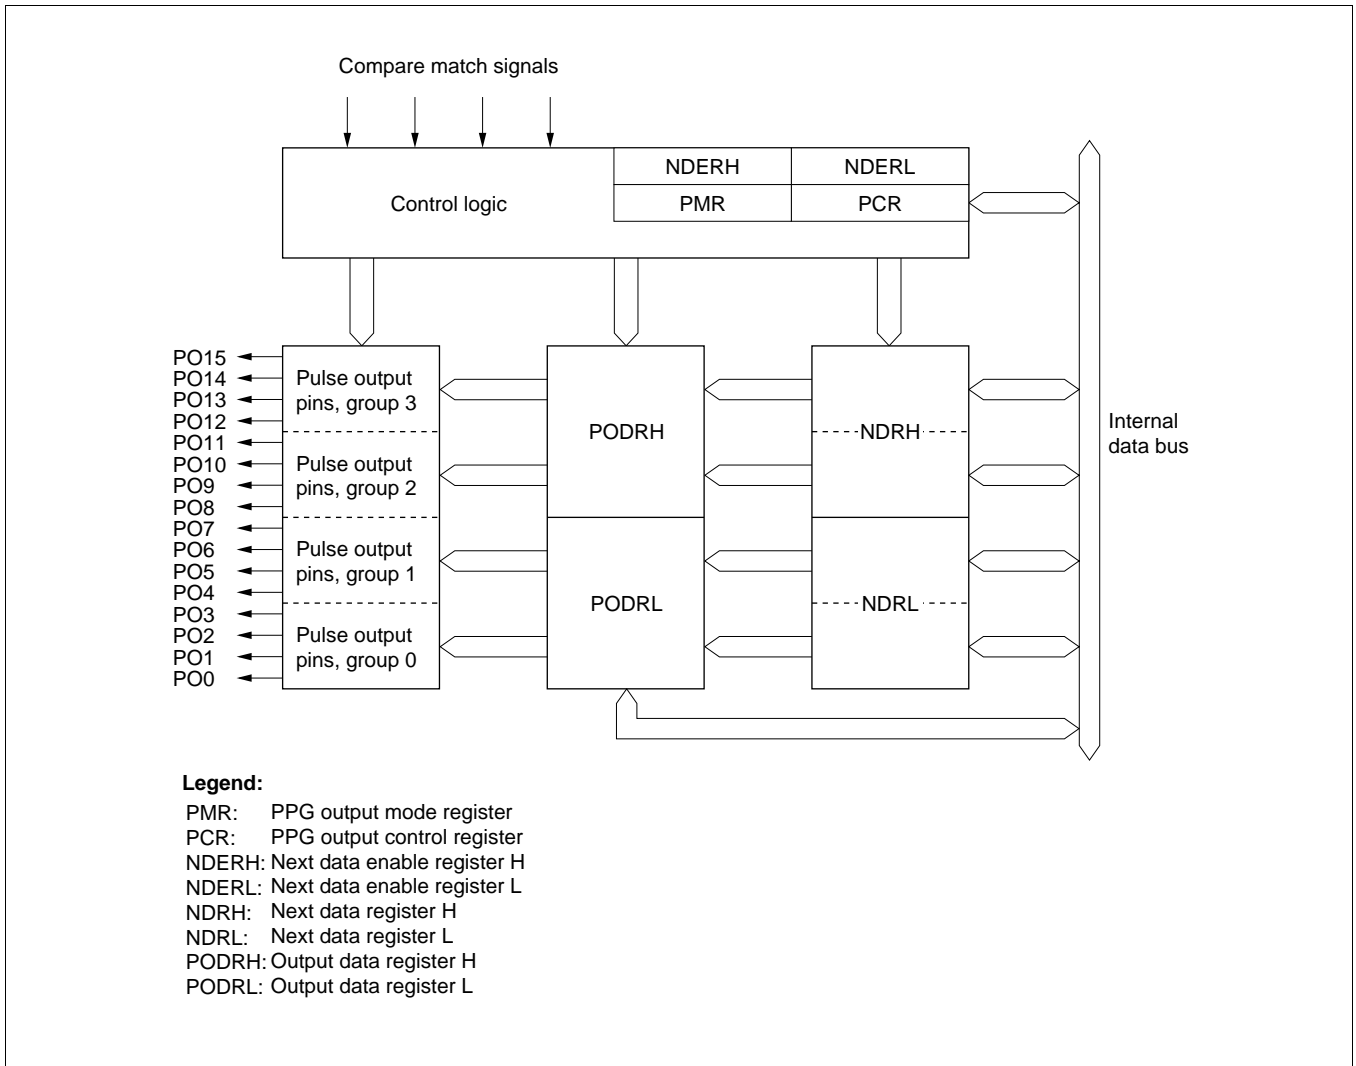 Compare match signals
Control logic
NDERH NDERL
PMR PCR
PO15
PO14
PO13
PO12
PO11
PO10
PO9
PO8
PO7
PO6
PO5
PO4
PO3
PO2
PO1
PO0
Pulse output
pins, group 3
Pulse output
pins, group 2
Pulse output
pins, group 1
Pulse output
pins, group 0
PODRH
PODRL
NDRH
NDRL
Internal
data bus
Legend:
PMR: PPG output mode register
PCR: PPG output control register
NDERH: Next data enable register H
NDERL: Next data enable register L
NDRH: Next data register H
NDRL: Next data register L
PODRH: Output data register H
PODRL: Output data register L